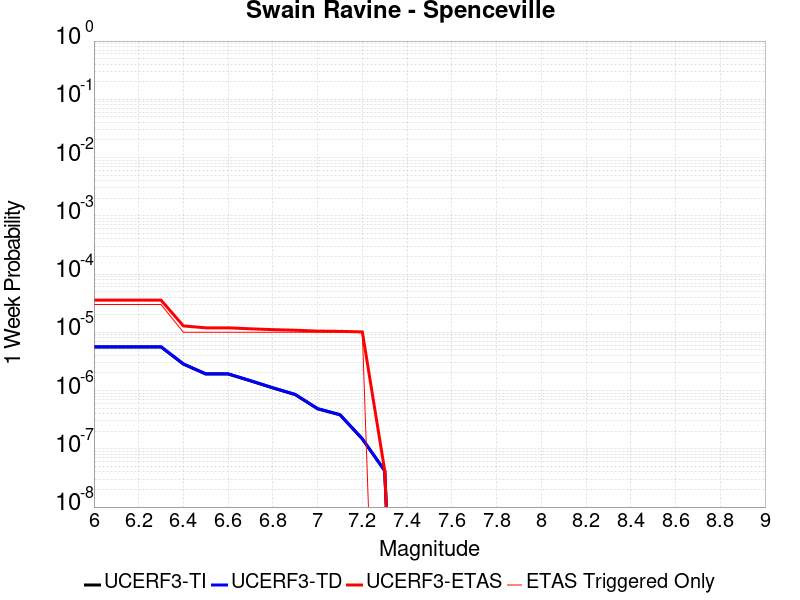 Swain Ravine - Spenceville
10^0
10^-1
10^-2
10^-3
10^-4
10^-5
10^-6
10^-7
10^-8
1 Week Probability
6 6.2 6.4 6.6 6.8 7 7.2 7.4 7.6 7.8 8 8.2 8.4 8.6 8.8 9
Magnitude
UCERF3-TI UCERF3-TD UCERF3-ETAS ETAS Triggered Only